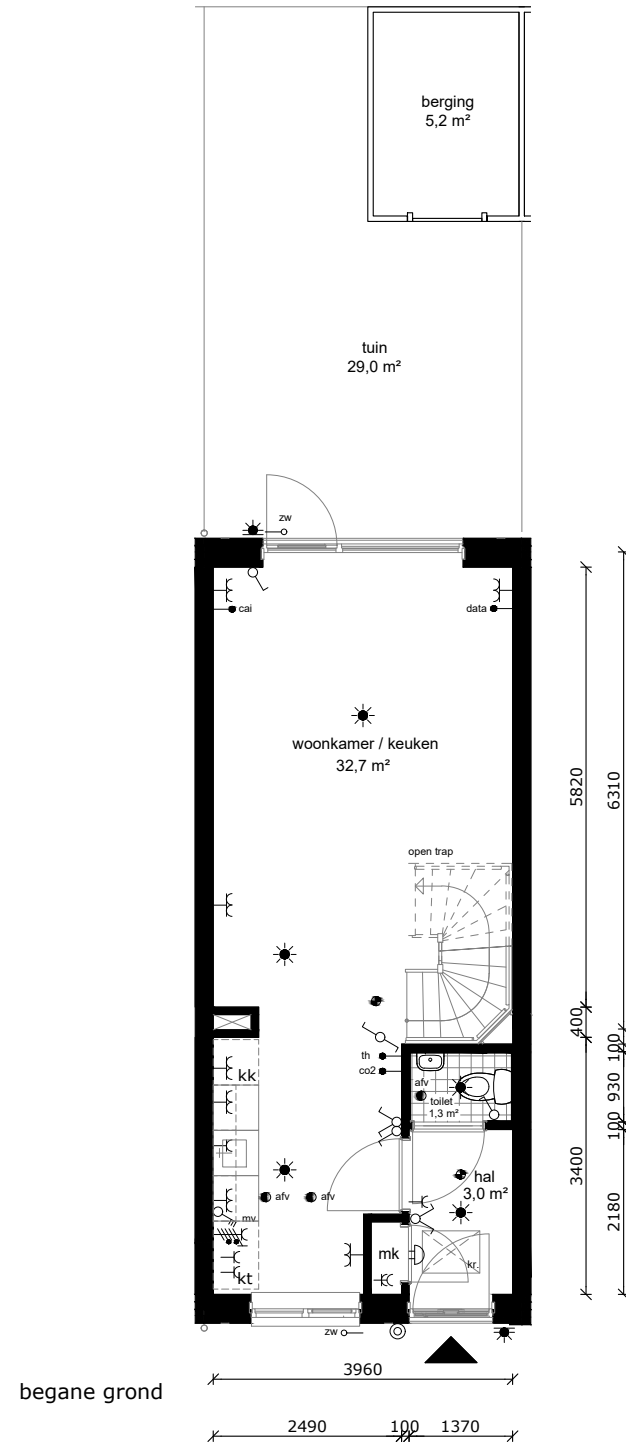 berging
5,2 m²
tuin
29,0 m²
zw
cai
data
woonkamer / keuken
32,7 m²
5820
6310
open trap
400
th
co2
kk
afv
toilet
1,3 m²
100
930
100
3400
2180
hal
3,0 m²
afv
afv
mv
mk
kr.
kt
zw
3960
begane grond
2490
100
1370